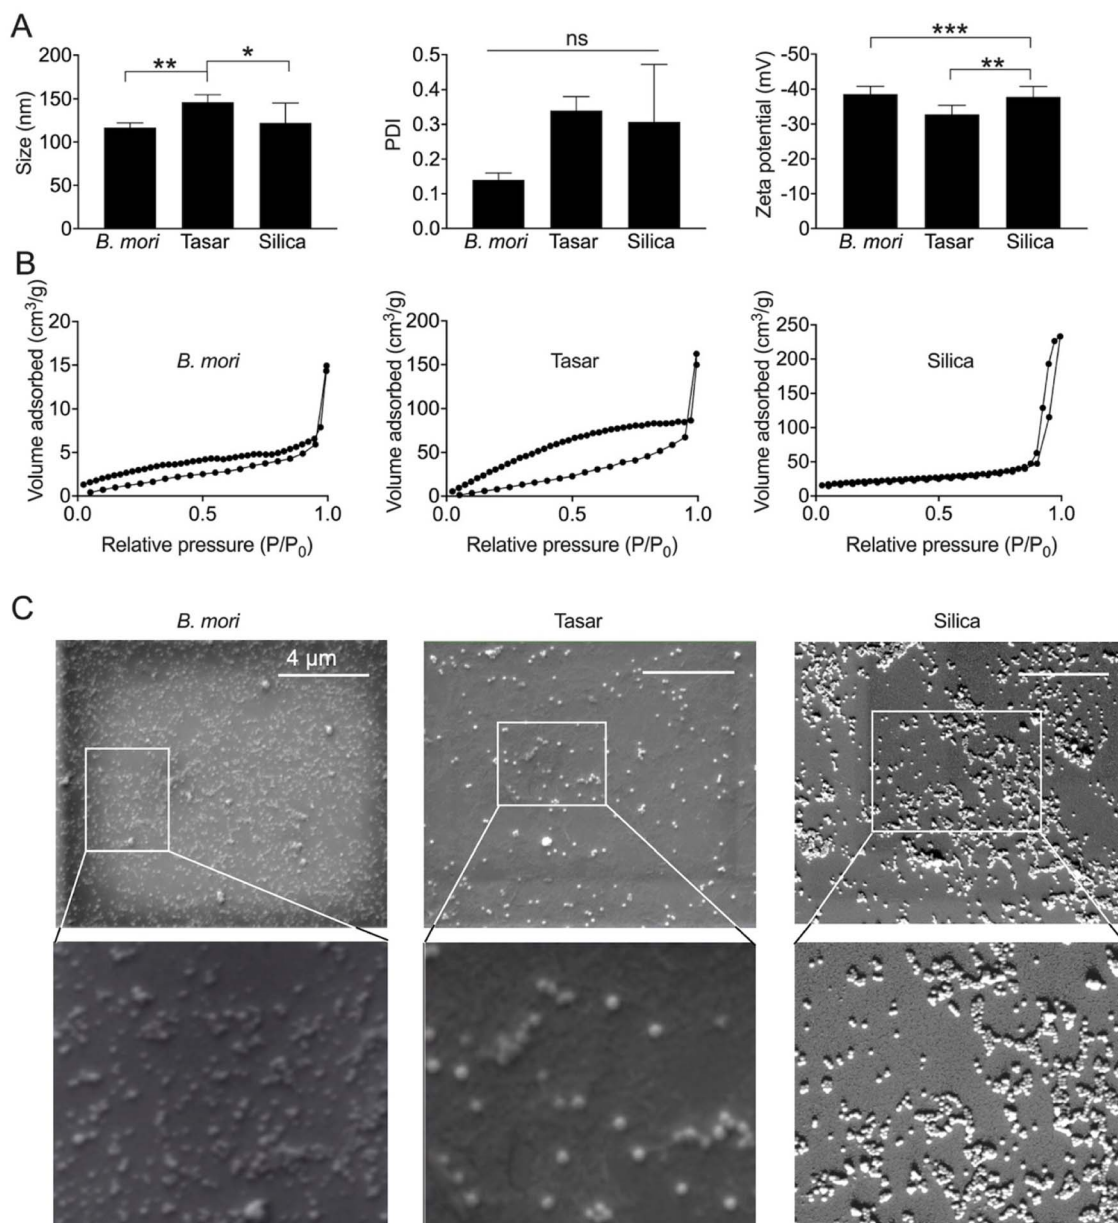 A
Size (nm)
200
150
100
50
0
**
*
B. mori Tasar Silica
PDI
0.5
0.4
0.3
0.2
0.1
0.0
ns
B. mori Tasar Silica
Zeta potential (mV)
-50
-40
-30
-20
-10
0
***
**
B. mori Tasar Silica
B
Volume adsorbed (cm³/g)
20
15
10
5
0
B. mori
0.0 0.5 1.0
Relative pressure (P/P₀)
Volume adsorbed (cm³/g)
200
150
100
50
0
Tasar
0.0 0.5 1.0
Relative pressure (P/P₀)
Volume adsorbed (cm³/g)
250
200
150
100
50
0
Silica
0.0 0.5 1.0
Relative pressure (P/P₀)
C
B. mori Tasar Silica
4 µm